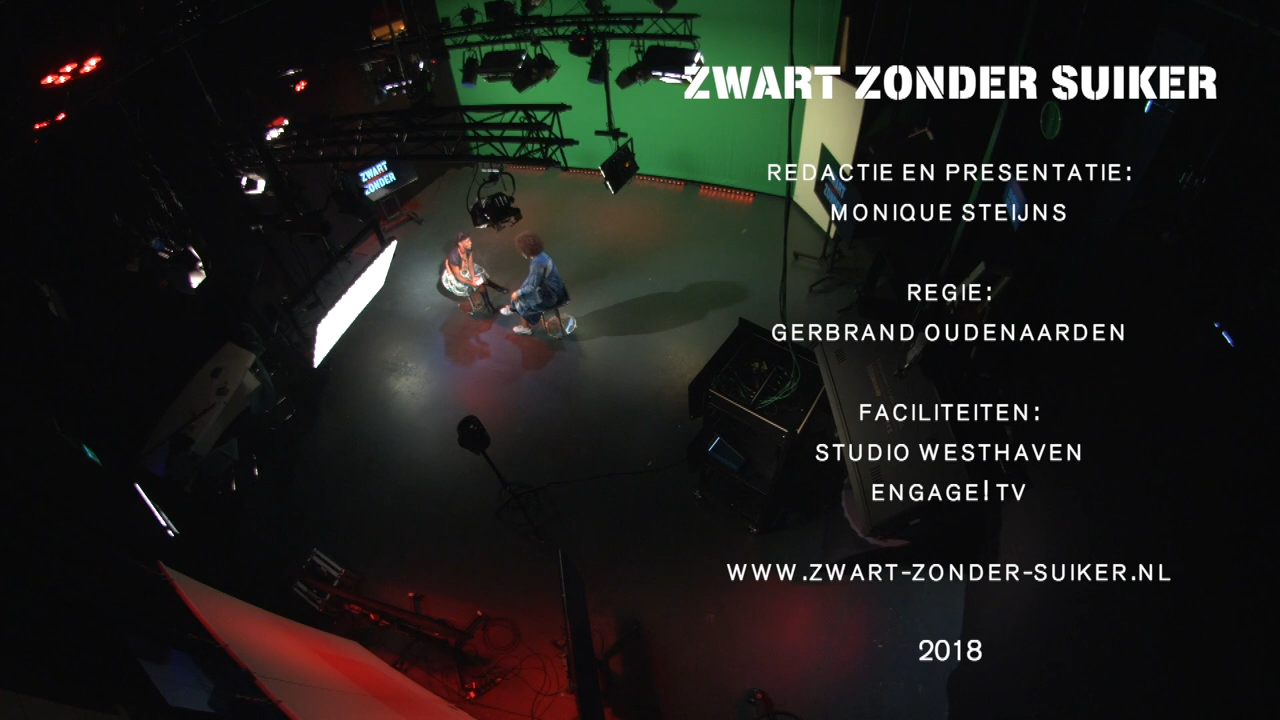 ZWART ZONDER SUIKER
REDACTIE EN PRESENTATIE:
MONIQUE STEIJNS
REGIE:
GERBRAND OUDENAARDEN
FACILITEITEN:
STUDIO WESTHAVEN
ENGAGE!TV
WWW.ZWART-ZONDER-SUIKER.NL
2018
ZWART
ZONDER